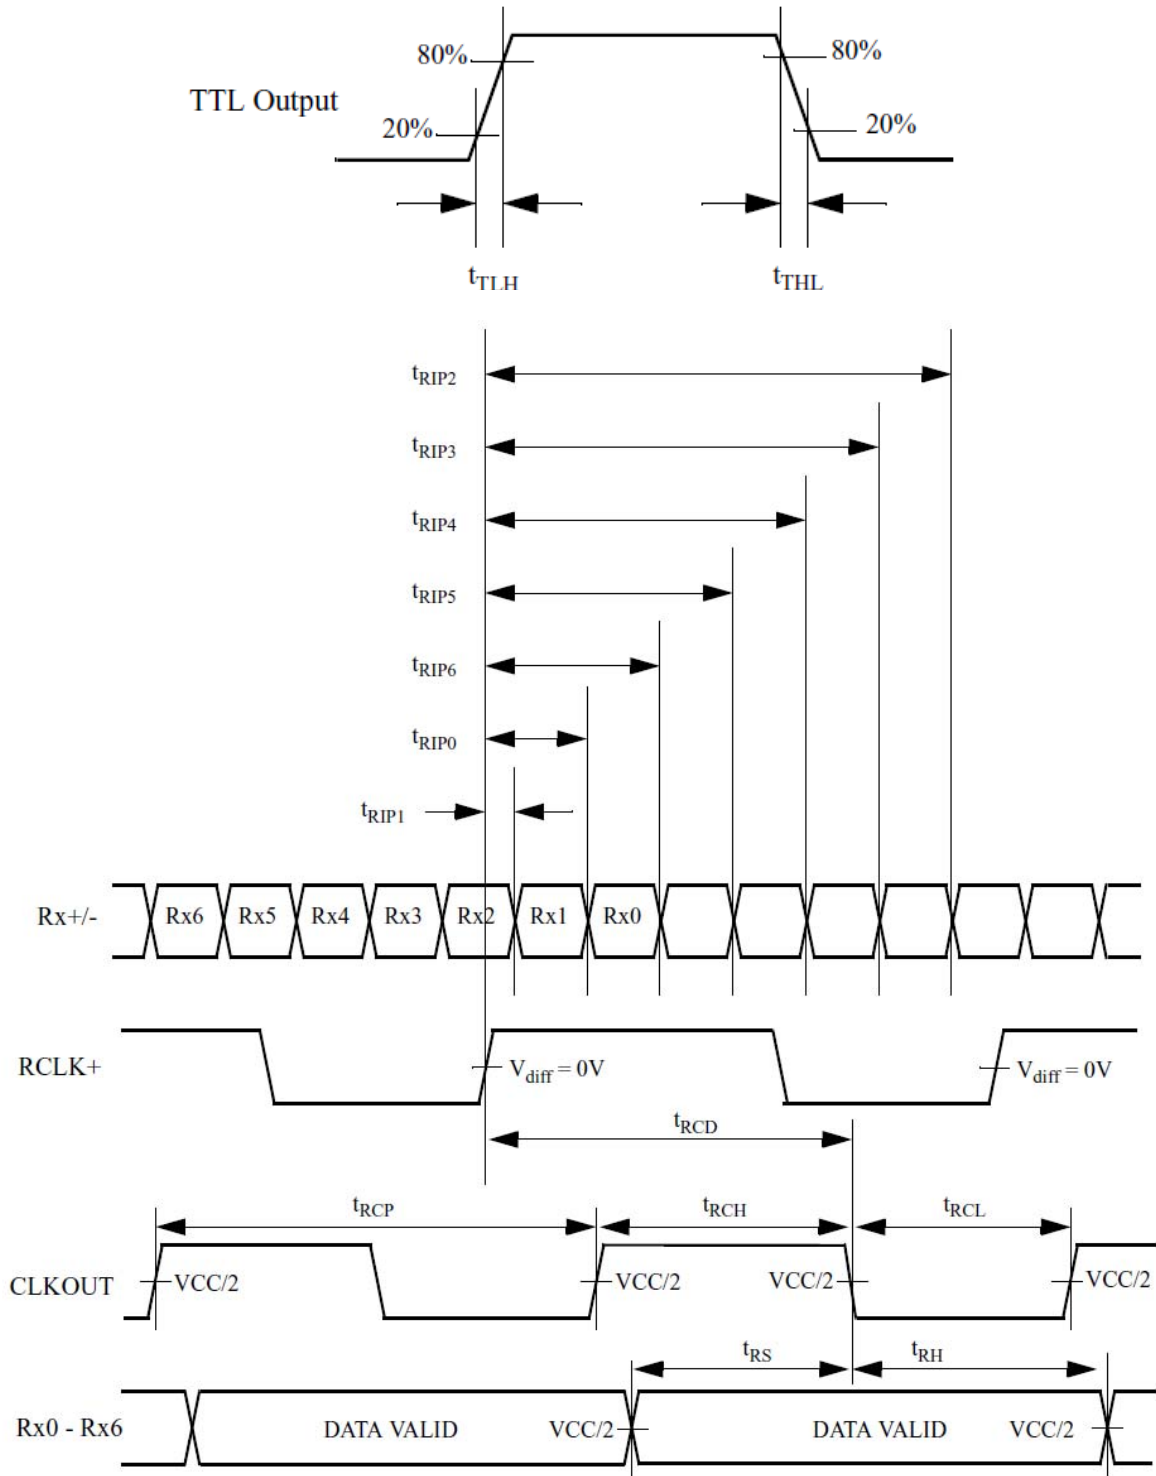 80%
80%
TTL Output
20%
20%
tTLH
tTHL
tRIP2
tRIP3
tRIP4
tRIP5
tRIP6
tRIP0
tRIP1
Rx+/-
Rx6
Rx5
Rx4
Rx3
Rx2
Rx1
Rx0
RCLK+
Vdiff = 0V
Vdiff = 0V
tRCD
tRCP
tRCH
tRCL
CLKOUT
VCC/2
VCC/2
VCC/2
VCC/2
tRS
tRH
Rx0 - Rx6
DATA VALID
VCC/2
DATA VALID
VCC/2